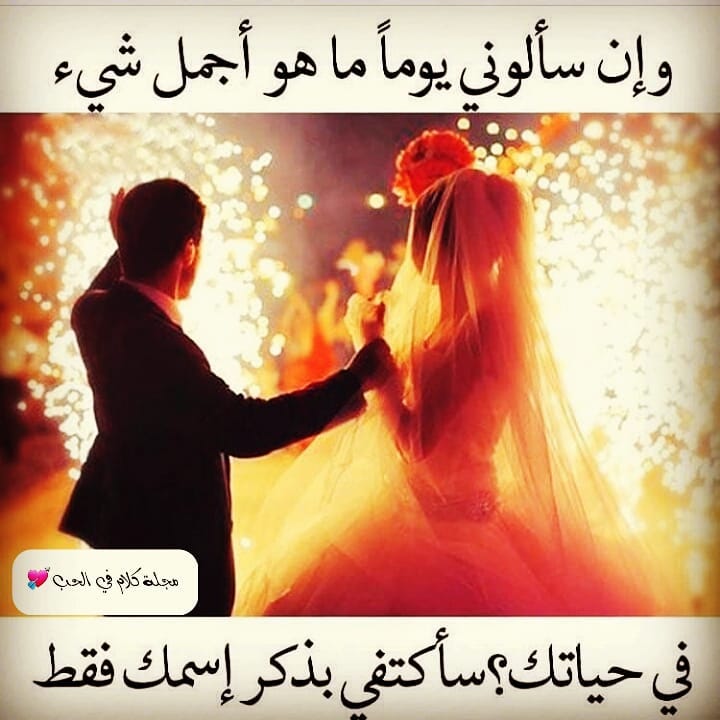 وإن سألوني يوماً ما هو أجمل شيء
مجلة كلام في الحب
في حياتك؟سأكتفي بذكر إسمك فقط